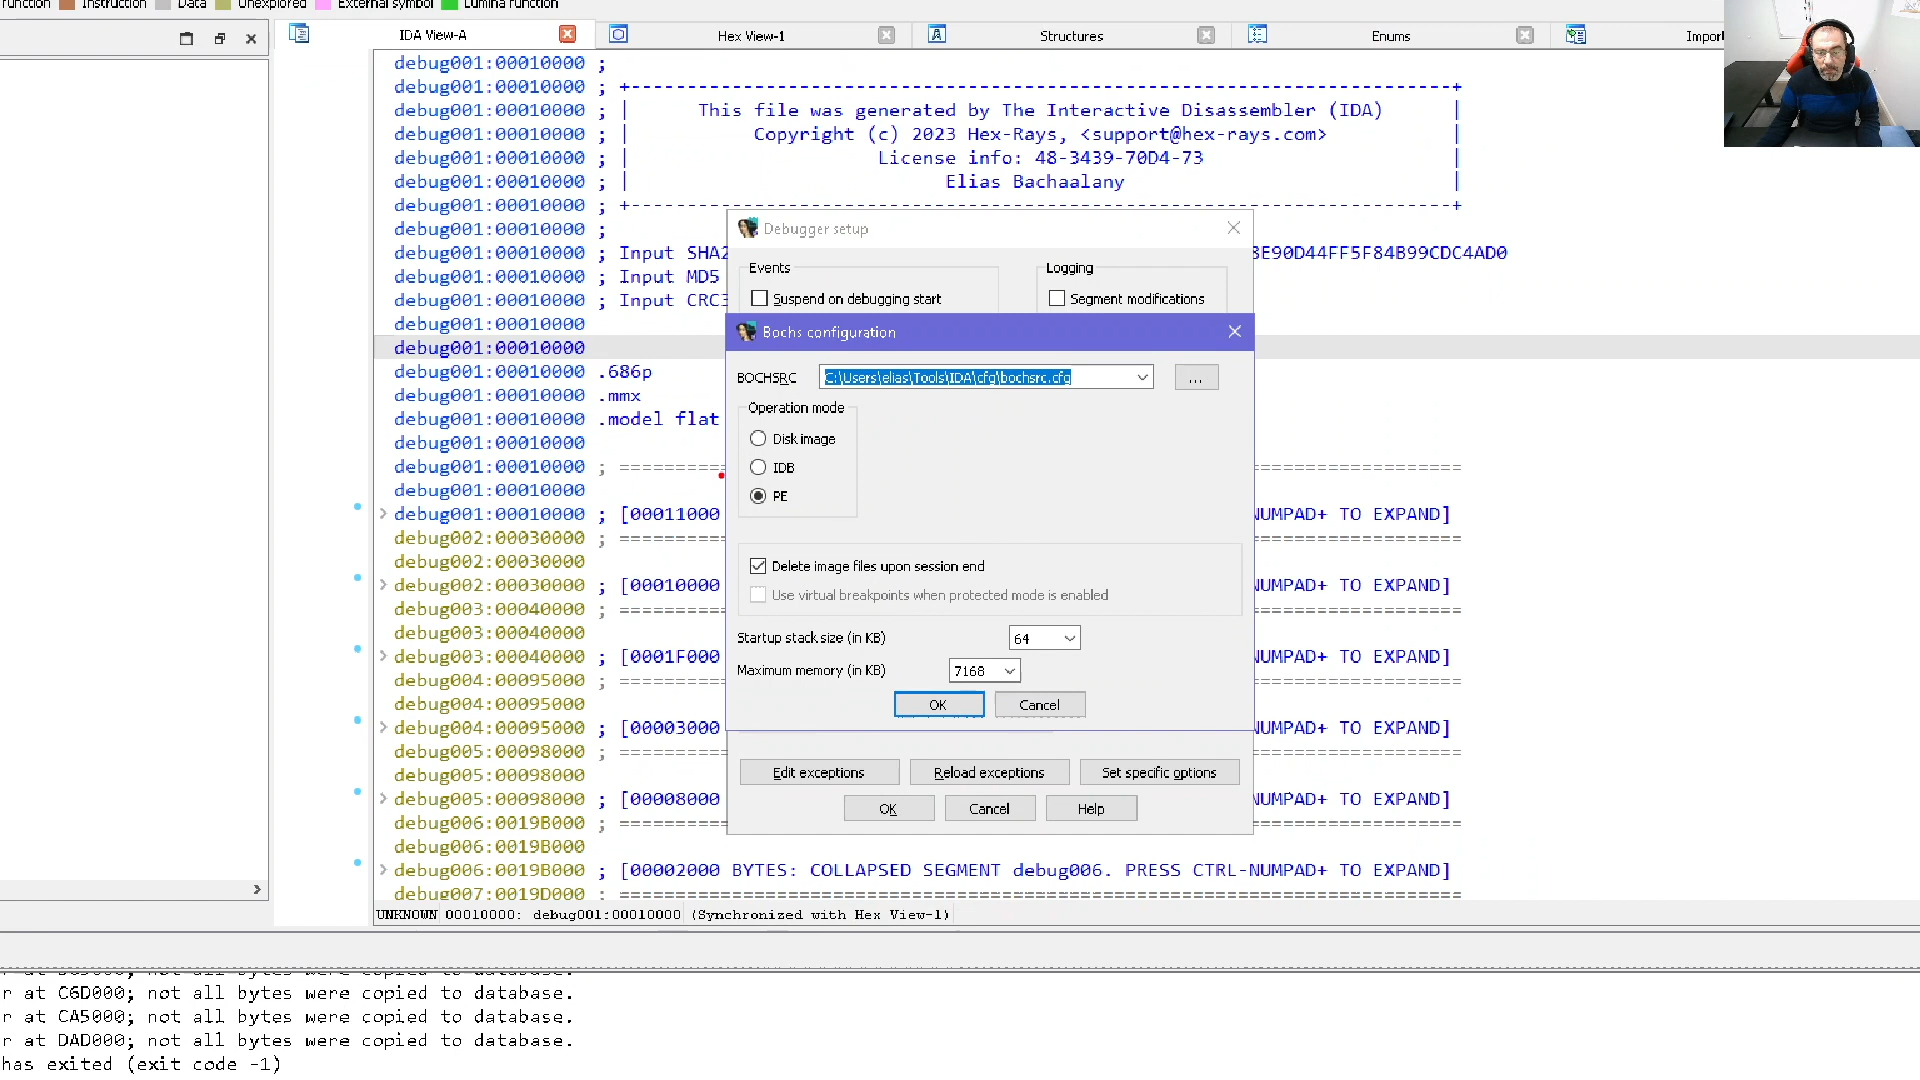 unction Instruction Data Unexplored External symbol Lumina function
IDA View-A Hex View-1 Structures Enums Import
debug001:00010000 ;
debug001:00010000 ; +--------------------------------------------------------------------------+
debug001:00010000 ; | This file was generated by The Interactive Disassembler (IDA) |
debug001:00010000 ; | Copyright (c) 2023 Hex-Rays, <support@hex-rays.com> |
debug001:00010000 ; | License info: 48-3439-70D4-73 |
debug001:00010000 ; | Elias Bachaalany |
debug001:00010000 ; +--------------------------------------------------------------------------+
debug001:00010000 ;
debug001:00010000 ; Input SHA2 3E90D44FF5F84B99CDC4AD0
debug001:00010000 ; Input MD5
debug001:00010000 ; Input CRC3
debug001:00010000
debug001:00010000
debug001:00010000 .686p
debug001:00010000 .mmx
debug001:00010000 .model flat
debug001:00010000
debug001:00010000 ; ==========
debug001:00010000
debug001:00010000 ; [00011000 NUMPAD+ TO EXPAND]
debug002:00030000 ; ==========
debug002:00030000
debug002:00030000 ; [00010000 NUMPAD+ TO EXPAND]
debug003:00040000 ; ==========
debug003:00040000
debug003:00040000 ; [0001F000 NUMPAD+ TO EXPAND]
debug004:00095000 ; ==========
debug004:00095000
debug004:00095000 ; [00003000 NUMPAD+ TO EXPAND]
debug005:00098000 ; ==========
debug005:00098000
debug005:00098000 ; [00008000 NUMPAD+ TO EXPAND]
debug006:0019B000 ; ==========
debug006:0019B000
debug006:0019B000 ; [00002000 BYTES: COLLAPSED SEGMENT debug006. PRESS CTRL-NUMPAD+ TO EXPAND]
debug007:0019D000 ; ==========
UNKNOWN 00010000: debug001:00010000 (Synchronized with Hex View-1)
Debugger setup
Events Logging
Suspend on debugging start Segment modifications
Bochs configuration
BOCHSRC C:\Users\elias\Tools\IDA\cfg\bochsrc.cfg ...
Operation mode
Disk image
IDB
PE
Delete image files upon session end
Use virtual breakpoints when protected mode is enabled
Startup stack size (in KB) 64
Maximum memory (in KB) 7168
OK Cancel
Edit exceptions Reload exceptions Set specific options
OK Cancel Help
not all bytes were copied to database.
r at C6D000; not all bytes were copied to database.
r at CA5000; not all bytes were copied to database.
r at DAD000; not all bytes were copied to database.
has exited (exit code -1)